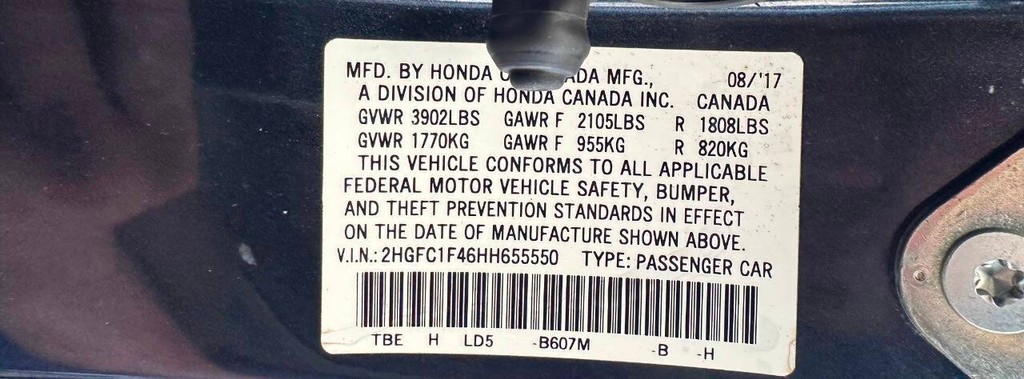 MFD. BY HONDA MFG., 08/'17
A DIVISION OF HONDA CANADA INC. CANADA
GVWR 3902LBS GAWR F 2105LBS R 1808LBS
GVWR 1770KG GAWR F 955KG R 820KG
THIS VEHICLE CONFORMS TO ALL APPLICABLE
FEDERAL MOTOR VEHICLE SAFETY, BUMPER,
AND THEFT PREVENTION STANDARDS IN EFFECT
ON THE DATE OF MANUFACTURE SHOWN ABOVE.
V.I.N.: 2HGFC1F46HH655550 TYPE: PASSENGER CAR
TBE H LD5 -B607M -B -H